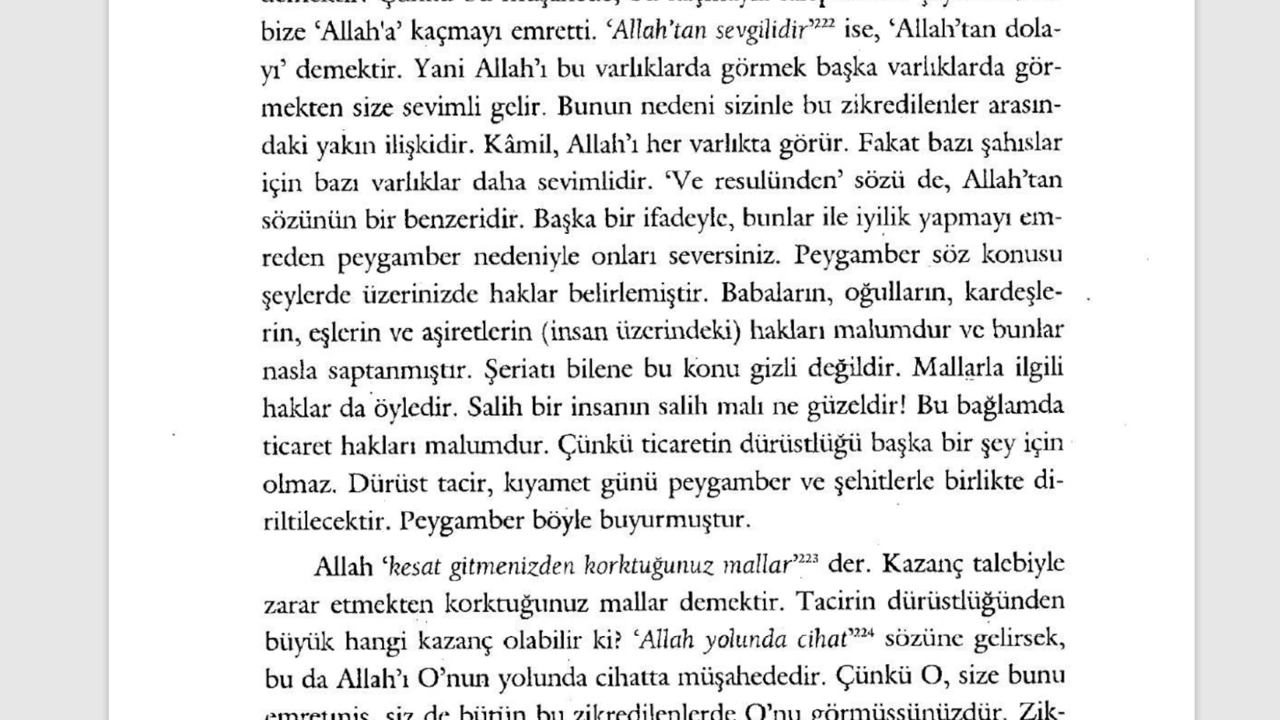 bize ‘Allah'a’ kaçmayı emretti. ‘Allah’tan sevgilidir’²²² ise, ‘Allah’tan dola-
yı’ demektir. Yani Allah’ı bu varlıklarda görmek başka varlıklarda gör-
mekten size sevimli gelir. Bunun nedeni sizinle bu zikredilenler arasın-
daki yakın ilişkidir. Kâmil, Allah’ı her varlıkta görür. Fakat bazı şahıslar
için bazı varlıklar daha sevimlidir. ‘Ve resulünden’ sözü de, Allah’tan
sözünün bir benzeridir. Başka bir ifadeyle, bunlar ile iyilik yapmayı em-
reden peygamber nedeniyle onları seversiniz. Peygamber söz konusu
şeylerde üzerinizde haklar belirlemiştir. Babaların, oğulların, kardeşle-
rin, eşlerin ve aşiretlerin (insan üzerindeki) hakları malumdur ve bunlar
nasla saptanmıştır. Şeriatı bilene bu konu gizli değildir. Mallarla ilgili
haklar da öyledir. Salih bir insanın salih malı ne güzeldir! Bu bağlamda
ticaret hakları malumdur. Çünkü ticaretin dürüstlüğü başka bir şey için
olmaz. Dürüst tacir, kıyamet günü peygamber ve şehitlerle birlikte di-
riltilecektir. Peygamber böyle buyurmuştur.
Allah ‘kesat gitmenizden korktuğunuz mallar’²²³ der. Kazanç talebiyle
zarar etmekten korktuğunuz mallar demektir. Tacirin dürüstlüğünden
büyük hangi kazanç olabilir ki? ‘Allah yolunda cihat’²²⁴ sözüne gelirsek,
bu da Allah’ı O’nun yolunda cihatta müşahededir. Çünkü O, size bunu
emretmiş, siz de bütün bu zikredilenlerde O’nu görmüşsünüzdür. Zik-